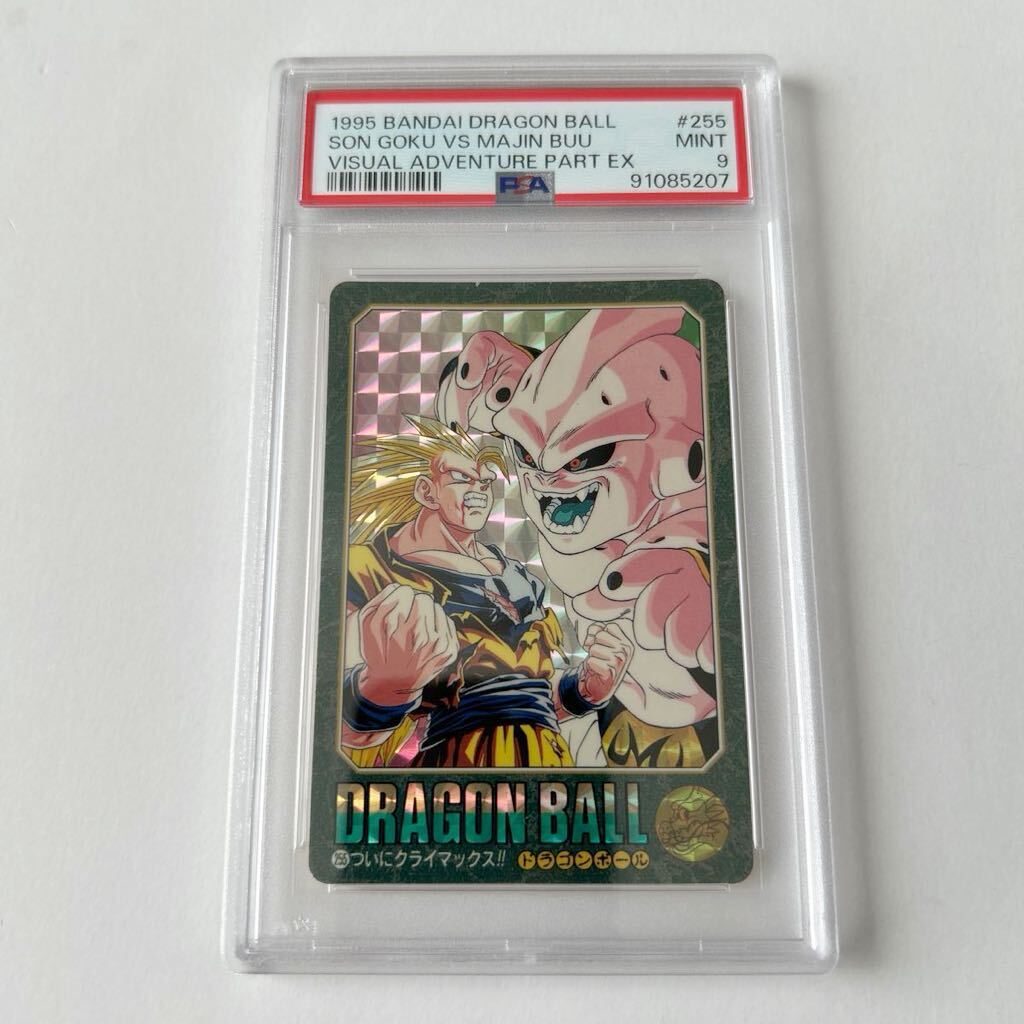 1995 BANDAI DRAGON BALL #255
SON GOKU VS MAJIN BUU MINT
VISUAL ADVENTURE PART EX 9
PSA 91085207
DRAGON BALL
255 ついにクライマックス!! ドラゴンボール